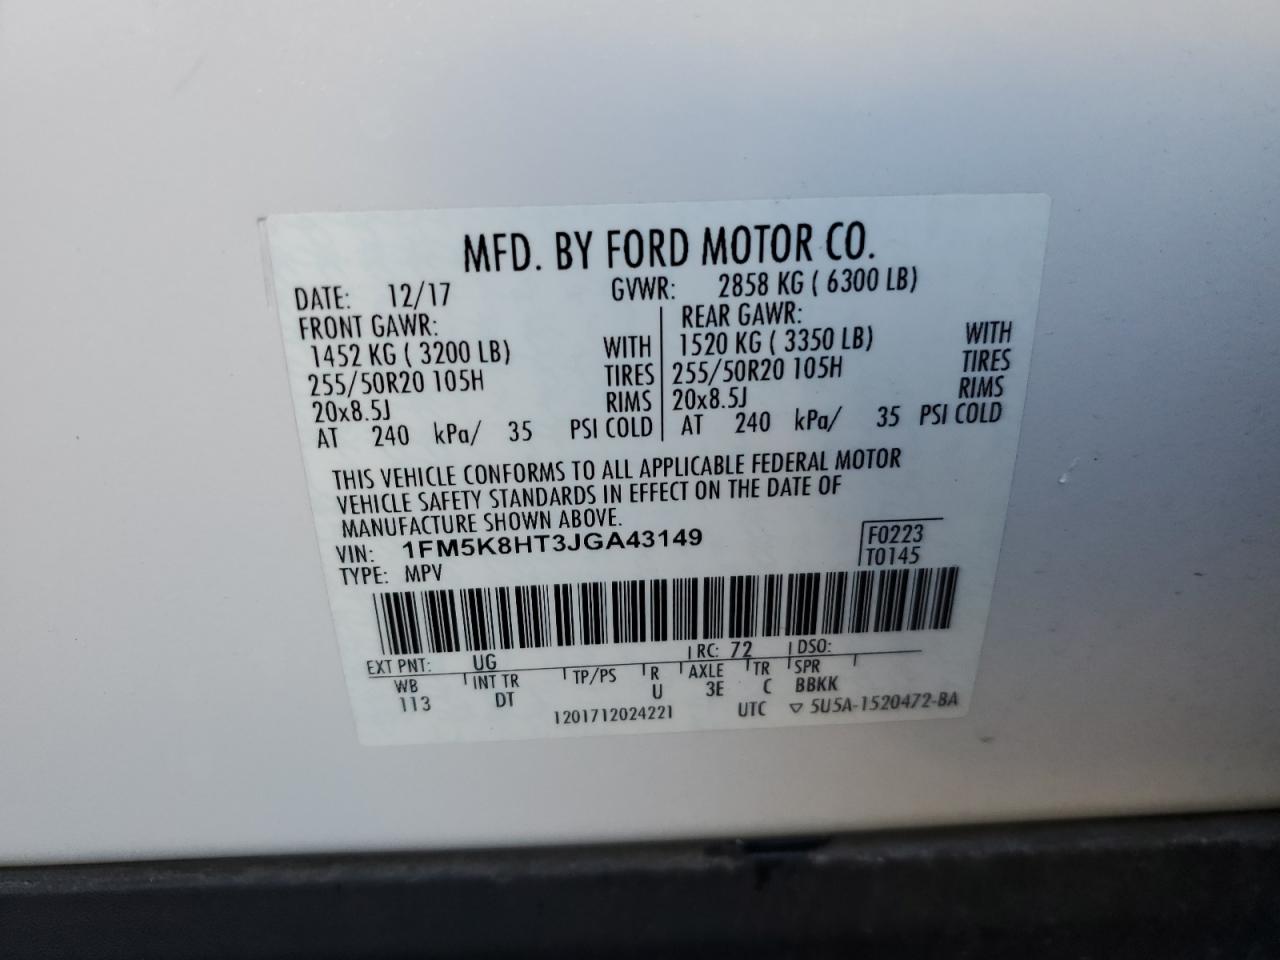 MFD. BY FORD MOTOR CO.
DATE: 12/17 GVWR: 2858 KG ( 6300 LB)
FRONT GAWR: REAR GAWR:
1452 KG ( 3200 LB) WITH 1520 KG ( 3350 LB) WITH
255/50R20 105H TIRES 255/50R20 105H TIRES
20x8.5J RIMS 20x8.5J RIMS
AT 240 kPa/ 35 PSI COLD AT 240 kPa/ 35 PSI COLD
THIS VEHICLE CONFORMS TO ALL APPLICABLE FEDERAL MOTOR
VEHICLE SAFETY STANDARDS IN EFFECT ON THE DATE OF
MANUFACTURE SHOWN ABOVE.
VIN: 1FM5K8HT3JGA43149 F0223
TYPE: MPV T0145
EXT PNT: UG RC: 72 DSO:
WB INT TR TP/PS R AXLE TR SPR
113 DT U 3E C BBKK
1201712024221 UTC ▽ 5U5A-1520472-BA